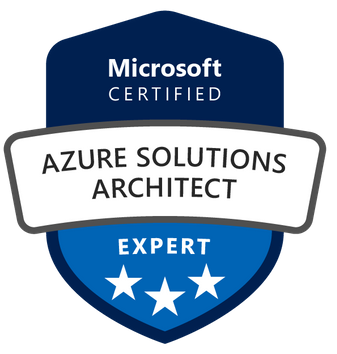 Microsoft
CERTIFIED
AZURE SOLUTIONS
ARCHITECT
EXPERT